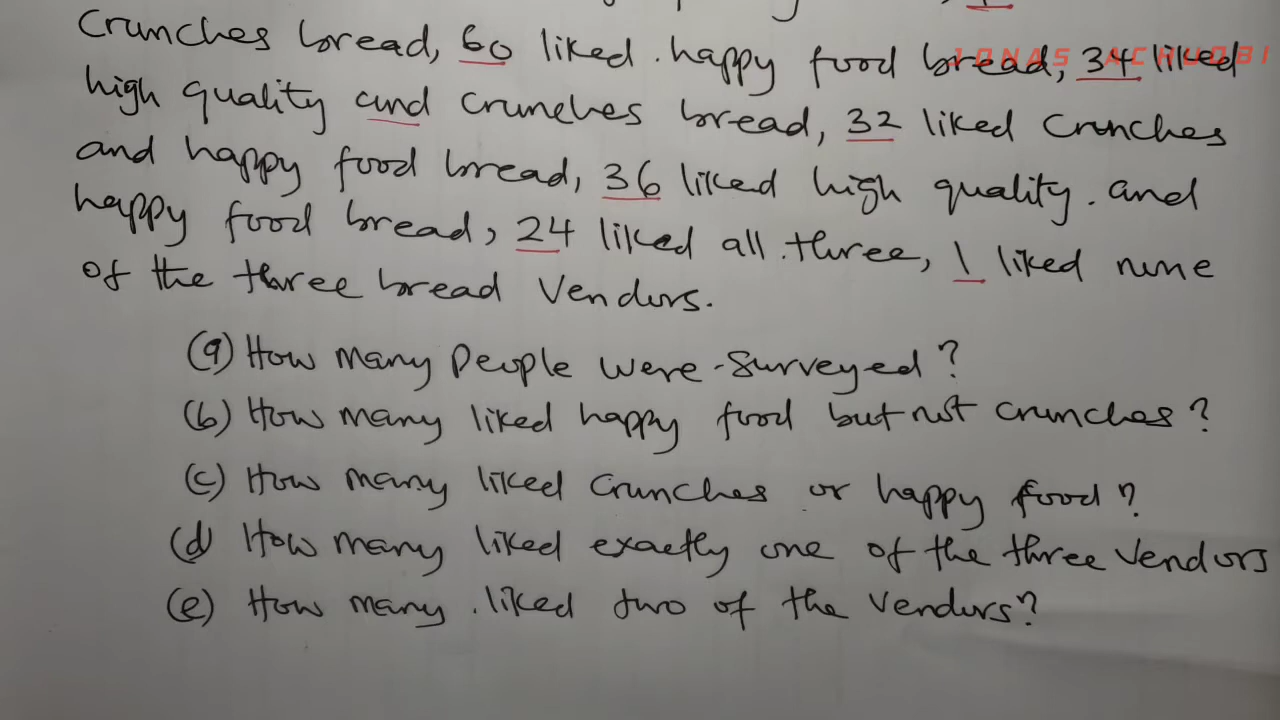 Crunches bread, 60 liked happy food bread, 34 liked
JONAS ACHUOBI
high quality and crunches bread, 32 liked Crunches
and happy food bread, 36 liked high quality and
happy food bread, 24 liked all three, 1 liked none
of the three bread Vendors.
(a) How many people were surveyed?
(b) How many liked happy food but not crunches?
(c) How many liked Crunches or happy food?
(d) How many liked exactly one of the three Vendors
(e) How many liked two of the Vendors?